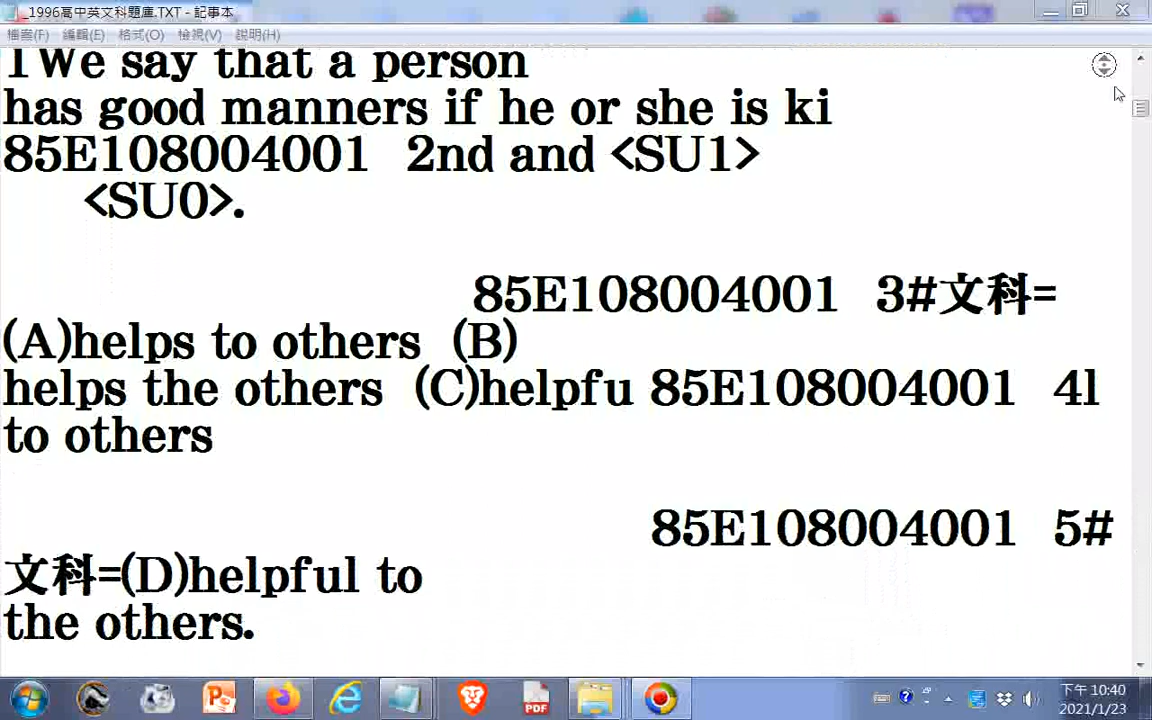 _1996高中英文科題庫.TXT - 記事本
檔案(F) 編輯(E) 格式(O) 檢視(V) 說明(H)
1We say that a person
has good manners if he or she is ki
85E108004001 2nd and <SU1>
<SU0>.
85E108004001 3#文科=
(A)helps to others (B)
helps the others (C)helpfu 85E108004001 4l
to others
85E108004001 5#
文科=(D)helpful to
the others.
PDF
下午 10:40
2021/1/23